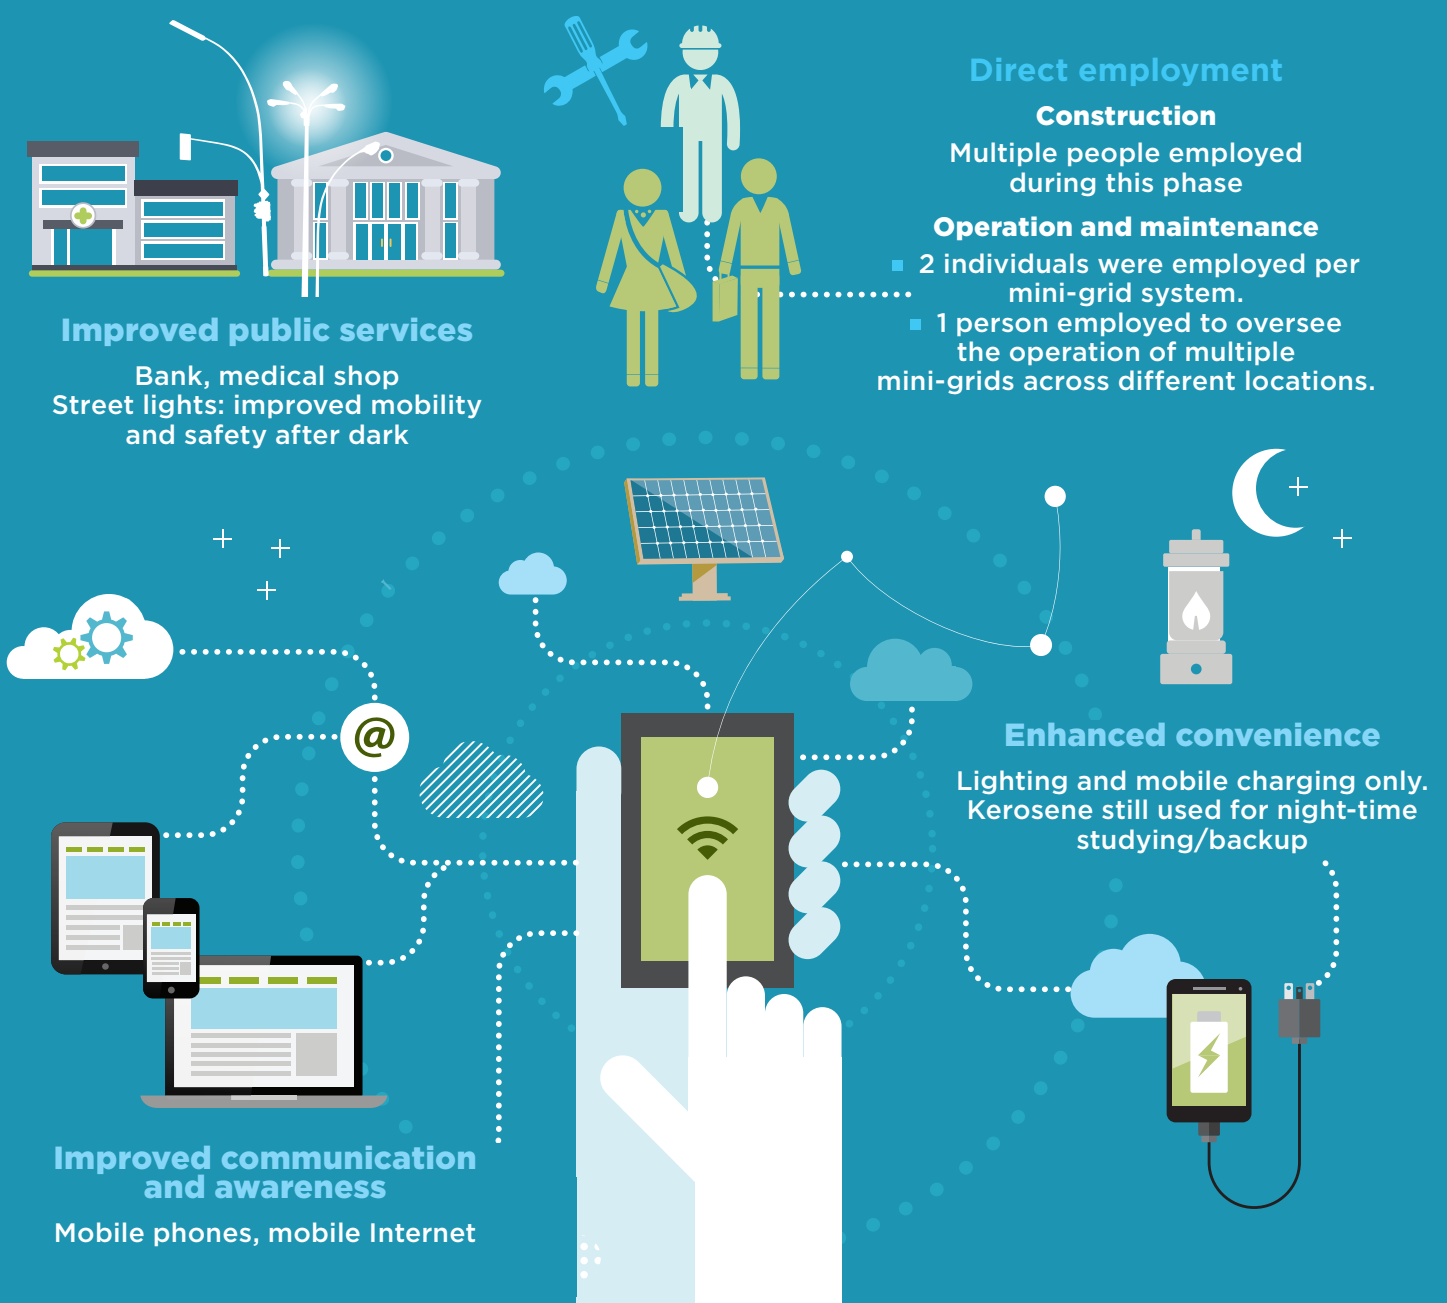 Direct employment
Construction
Multiple people employed
during this phase
Operation and maintenance
▪ 2 individuals were employed per
mini-grid system.
▪ 1 person employed to oversee
the operation of multiple
mini-grids across different locations.
Improved public services
Bank, medical shop
Street lights: improved mobility
and safety after dark
@
Enhanced convenience
Lighting and mobile charging only.
Kerosene still used for night-time
studying/backup
Improved communication
and awareness
Mobile phones, mobile Internet